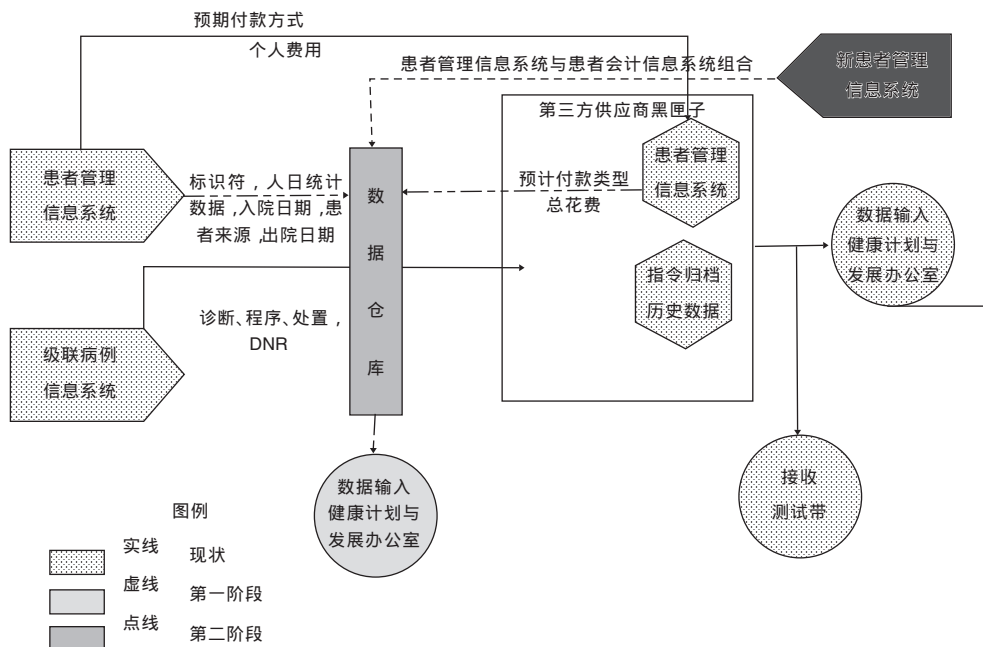 预期付款方式
个人费用
患者管理信息系统与患者会计信息系统组合
新患者管理
信息系统
第三方供应商黑匣子
患者管理
信息系统
患者管理
信息系统
标识符，人日统计
数据，入院日期，患
者来源，出院日期
数
据
仓
库
预计付款类型
总花费
数据输入
健康计划与
发展办公室
指令归档
历史数据
诊断、程序、处置，
DNR
级联病例
信息系统
数据输入
健康计划与
发展办公室
接收
测试带
图例
实线 现状
虚线 第一阶段
点线 第二阶段